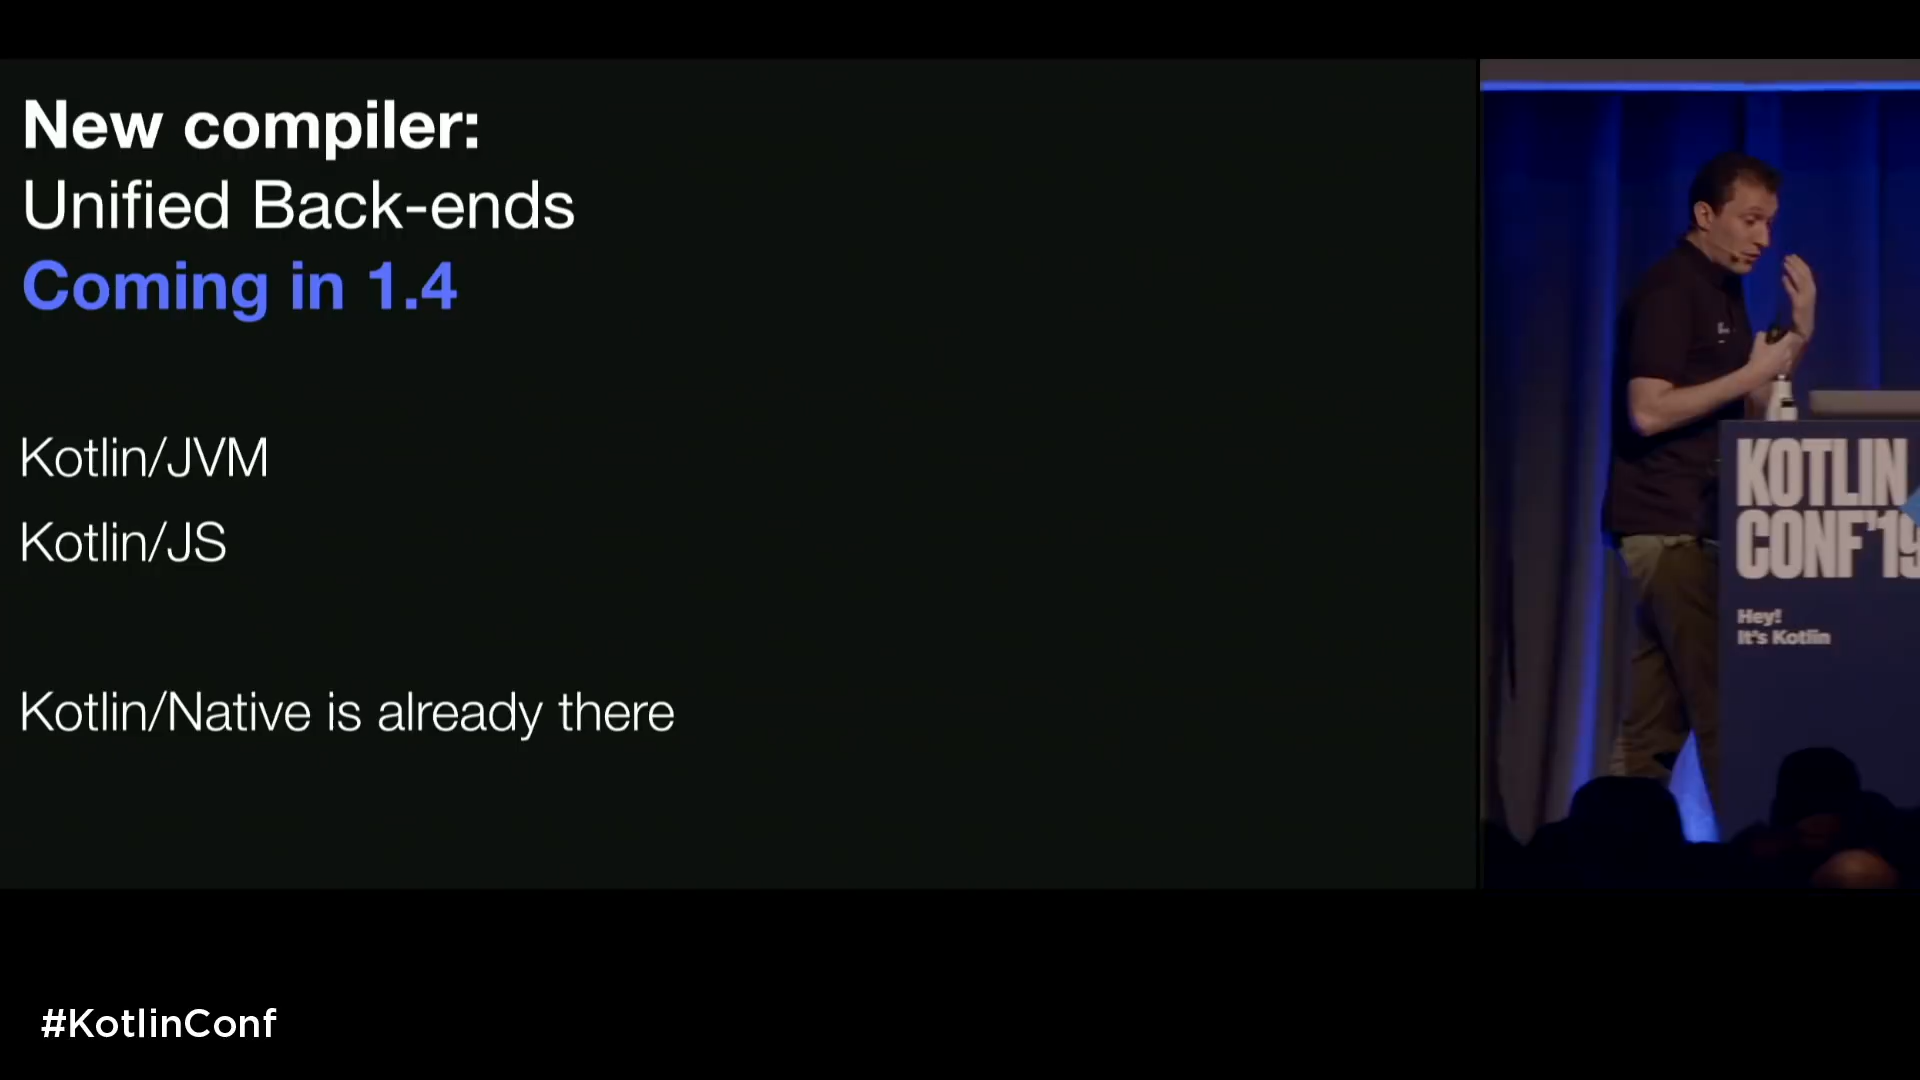 New compiler:
Unified Back-ends
Coming in 1.4
Kotlin/JVM
Kotlin/JS
Kotlin/Native is already there
KOTLIN
CONF'19
Hey!
It's Kotlin
#KotlinConf